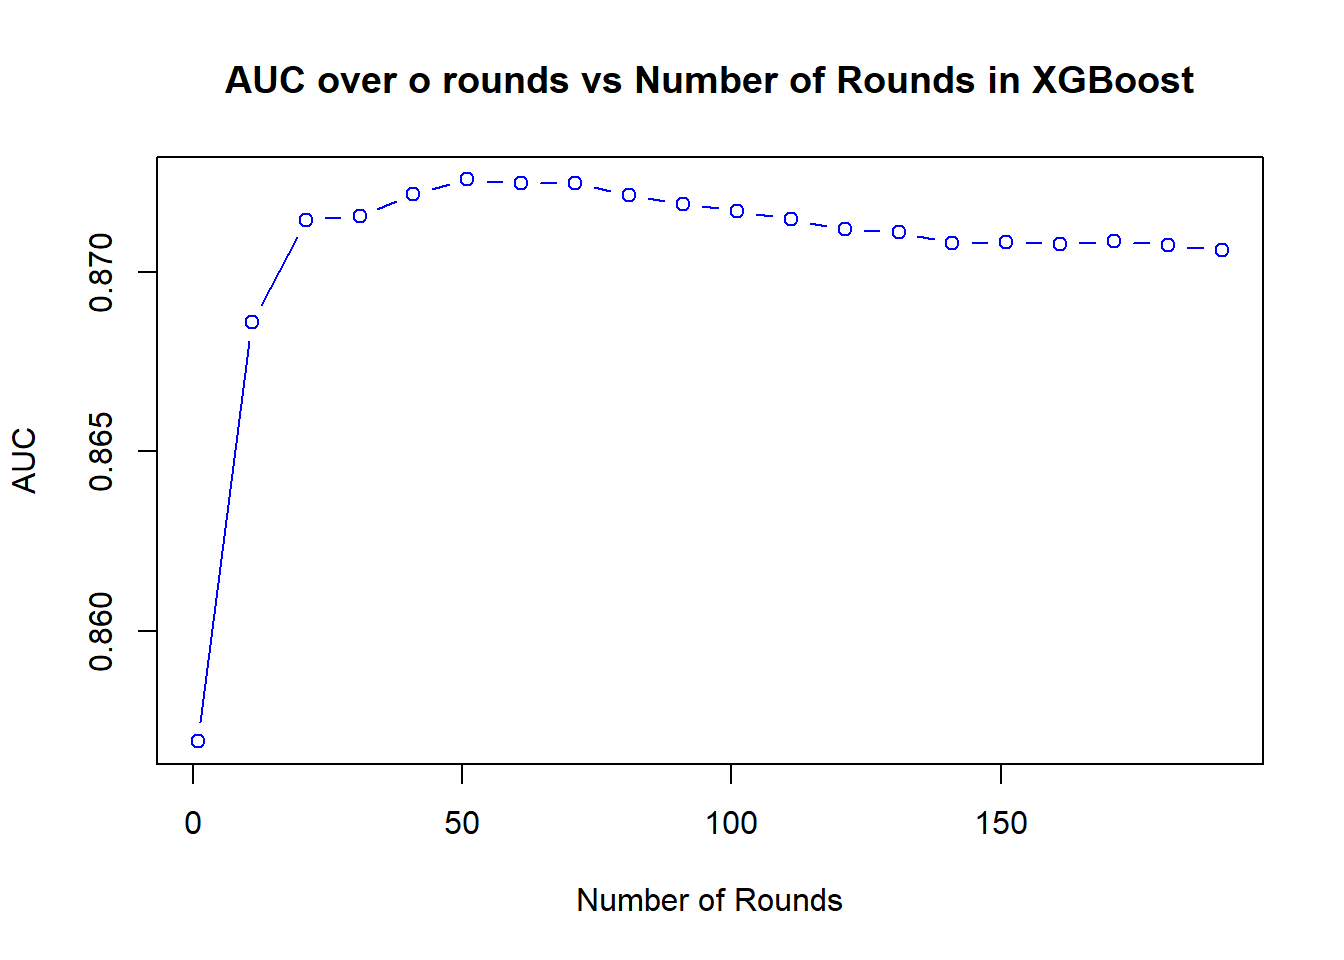 AUC over o rounds vs Number of Rounds in XGBoost
AUC
0.870
0.865
0.860
0 50 100 150
Number of Rounds